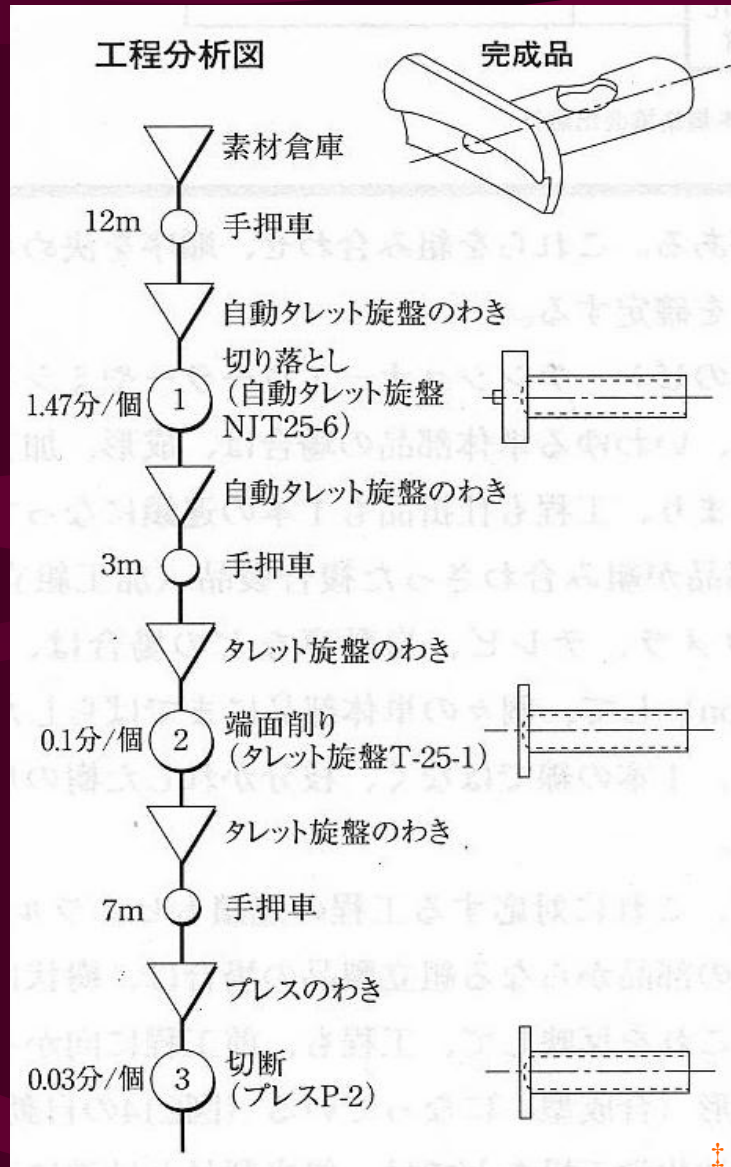 工程分析図
完成品
素材倉庫
12m
手押車
自動タレット旋盤のわき
1.47分/個
1
切り落とし
(自動タレット旋盤
NJT25-6)
自動タレット旋盤のわき
3m
手押車
タレット旋盤のわき
0.1分/個
2
端面削り
(タレット旋盤T-25-1)
タレット旋盤のわき
7m
手押車
プレスのわき
0.03分/個
3
切断
(プレスP-2)